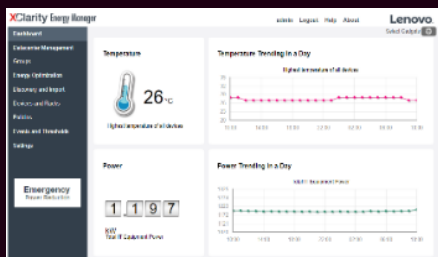 XClarity Energy Manager
admin Logout Help About
Lenovo
Select Gadgets
Dashboard
Datacenter Management
Groups
Energy Optimization
Discovery and Import
Devices and Racks
Policies
Events and Thresholds
Settings
Emergency
Power Reduction
Temperature
26 °C
Highest temperature of all devices
Temperature Trending in a Day
Highest temperature of all devices
Power
1.197
kW
Total IT Equipment Power
Power Trending in a Day
Total IT Equipment Power